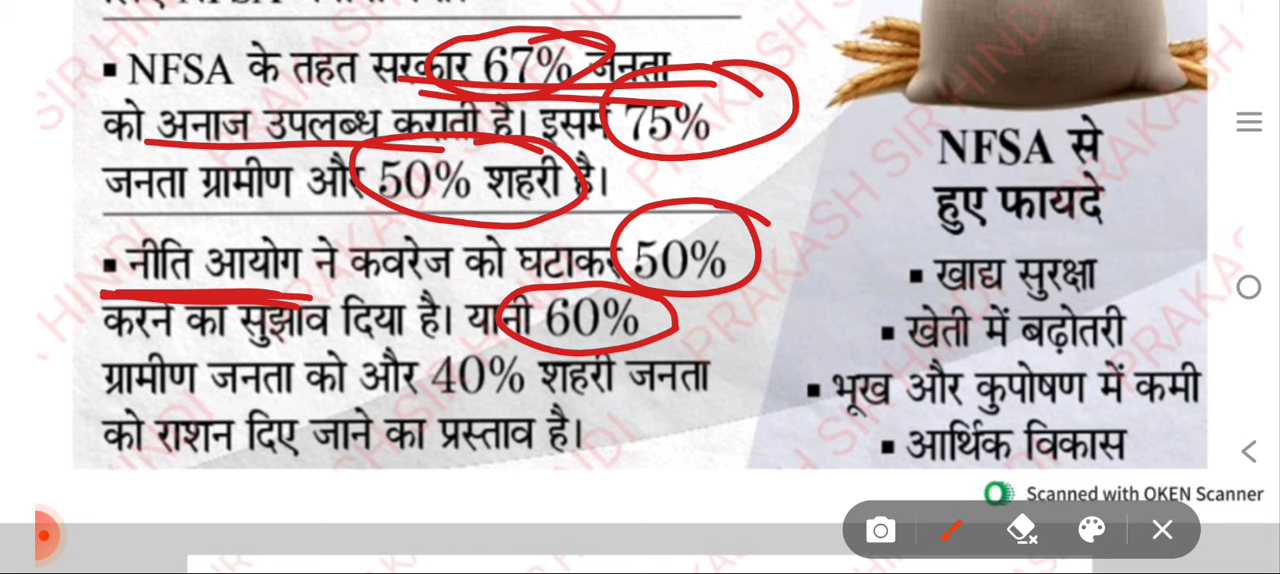 ▪ NFSA के तहत सरकार 67% जनता
को अनाज उपलब्ध कराती है। इसमें 75%
जनता ग्रामीण और 50% शहरी है।
▪ नीति आयोग ने कवरेज को घटाकर 50%
करने का सुझाव दिया है। यानी 60%
ग्रामीण जनता को और 40% शहरी जनता
को राशन दिए जाने का प्रस्ताव है।
NFSA से
हुए फायदे
▪ खाद्य सुरक्षा
▪ खेती में बढ़ोतरी
▪ भूख और कुपोषण में कमी
▪ आर्थिक विकास
Scanned with OKEN Scanner